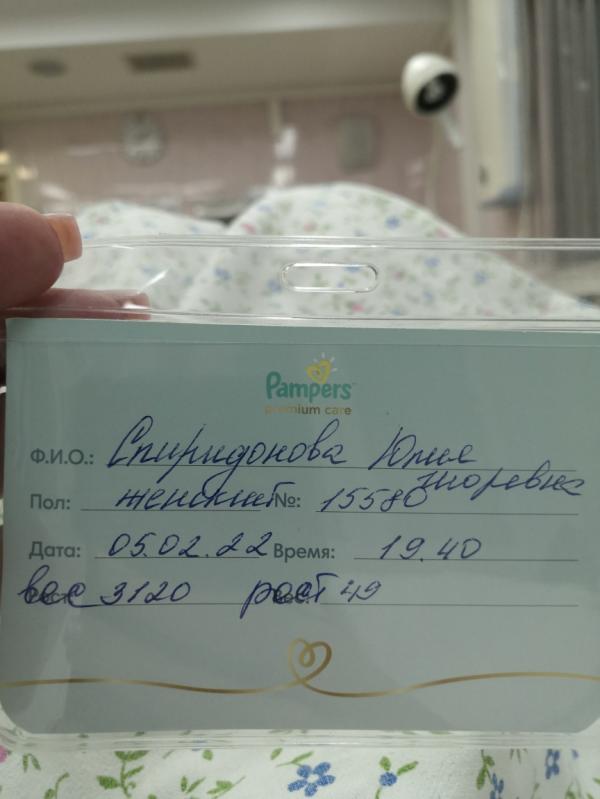 Pampers
premium care
Ф.И.О.: Спиридонова Юлия
Игоревна
Пол: женский №: 15580
Дата: 05.02.22 Время: 19.40
вес 3120 рост 49